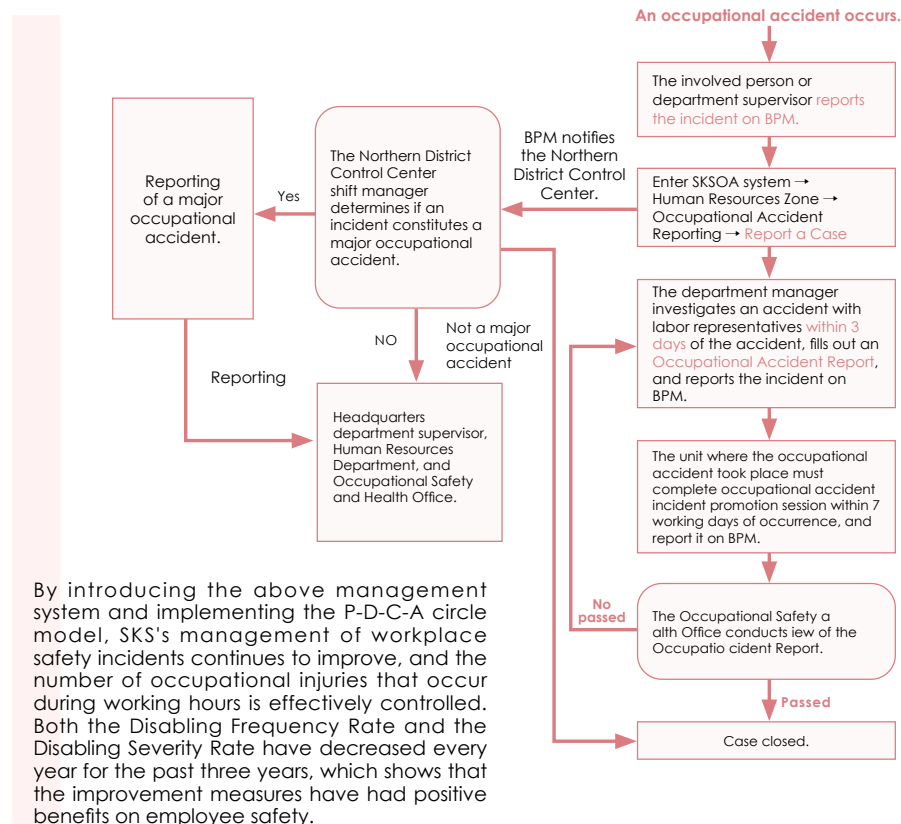 An occupational accident occurs.
The involved person or
department supervisor reports
the incident on BPM.
BPM notifies
the Northern
District Control
Center.
Enter SKSOA system →
Human Resources Zone →
Occupational Accident
Reporting → Report a Case
The Northern District
Control Center
shift manager
determines if an
incident constitutes a
major occupational
accident.
Yes
Reporting
of a major
occupational
accident.
NO
Not a major
occupational
accident
Reporting
Headquarters
department supervisor,
Human Resources
Department, and
Occupational Safety
and Health Office.
The department manager
investigates an accident with
labor representatives within 3
days of the accident, fills out an
Occupational Accident Report,
and reports the incident on
BPM.
The unit where the occupational
accident took place must
complete occupational accident
incident promotion session within 7
working days of occurrence, and
report it on BPM.
No
passed
The Occupational Safety a
alth Office conducts iew of the
Occupatio cident Report.
Passed
Case closed.
By introducing the above management
system and implementing the P-D-C-A circle
model, SKS's management of workplace
safety incidents continues to improve, and the
number of occupational injuries that occur
during working hours is effectively controlled.
Both the Disabling Frequency Rate and the
Disabling Severity Rate have decreased every
year for the past three years, which shows that
the improvement measures have had positive
benefits on employee safety.